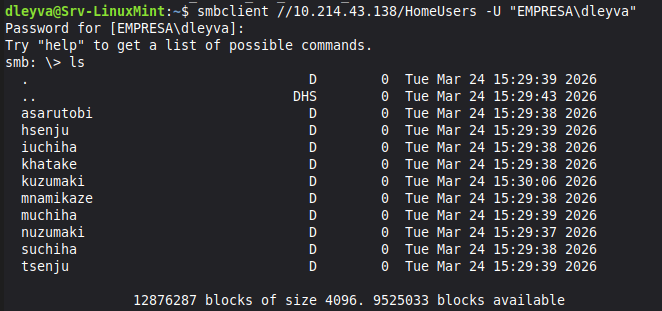 dleyva@Srv-LinuxMint:~$ smbclient //10.214.43.138/HomeUsers -U "EMPRESA\dleyva"
Password for [EMPRESA\dleyva]:
Try "help" to get a list of possible commands.
smb: \> ls
. D 0 Tue Mar 24 15:29:39 2026
.. DHS 0 Tue Mar 24 15:29:43 2026
asarutobi D 0 Tue Mar 24 15:29:38 2026
hsenju D 0 Tue Mar 24 15:29:39 2026
iuchiha D 0 Tue Mar 24 15:29:38 2026
khatake D 0 Tue Mar 24 15:29:38 2026
kuzumaki D 0 Tue Mar 24 15:30:06 2026
mnamikaze D 0 Tue Mar 24 15:29:38 2026
muchiha D 0 Tue Mar 24 15:29:39 2026
nuzumaki D 0 Tue Mar 24 15:29:37 2026
suchiha D 0 Tue Mar 24 15:29:38 2026
tsenju D 0 Tue Mar 24 15:29:39 2026
12876287 blocks of size 4096. 9525033 blocks available